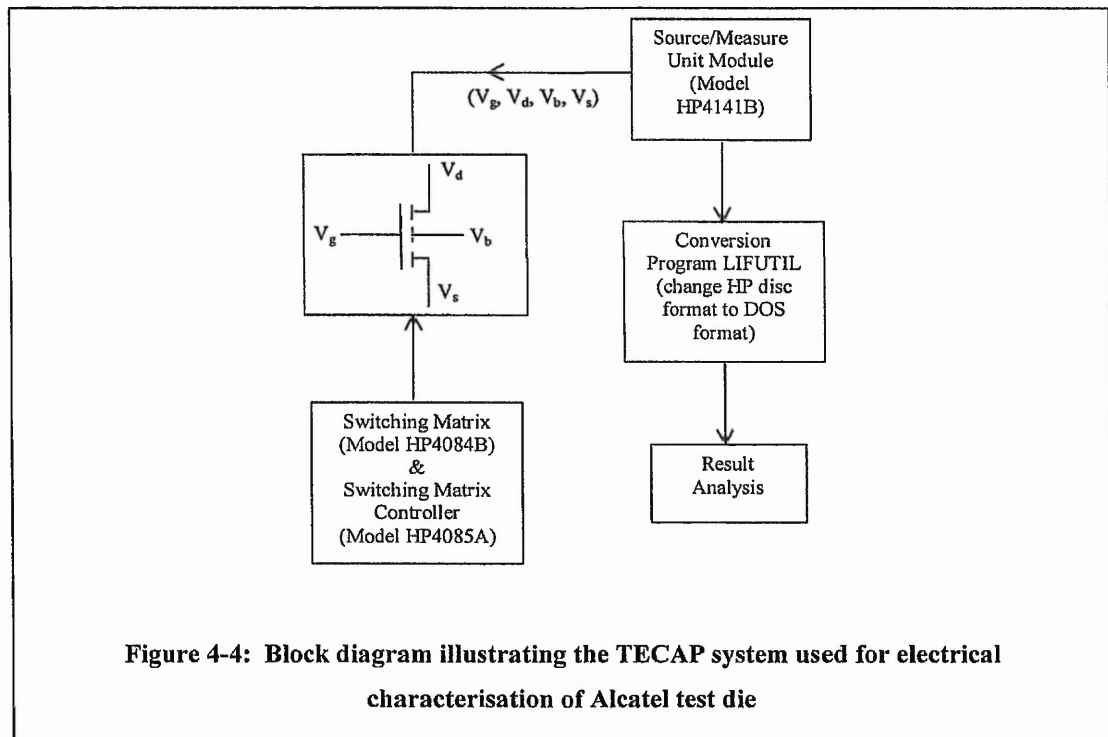 Source/Measure
Unit Module
(Model
HP4141B)
(Vg, Vd, Vb, Vs)
Vd
Vg
Vb
Vs
Conversion
Program LIFUTIL
(change HP disc
format to DOS
format)
Switching Matrix
(Model HP4084B)
&
Switching Matrix
Controller
(Model HP4085A)
Result
Analysis
Figure 4-4: Block diagram illustrating the TECAP system used for electrical
characterisation of Alcatel test die